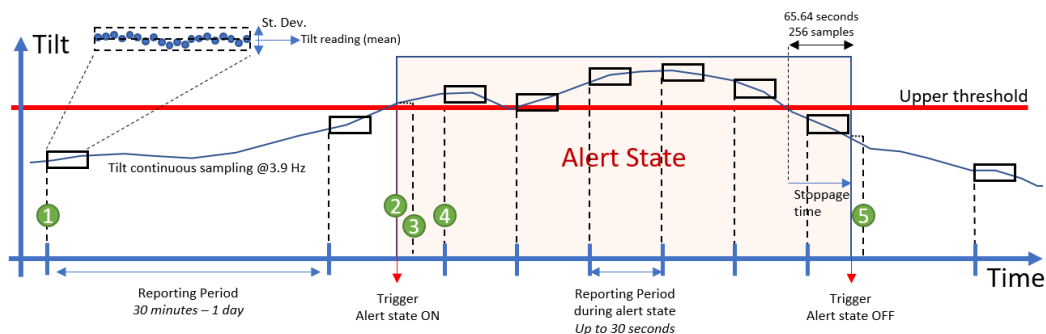 65.64 seconds
256 samples
St. Dev.
Tilt reading (mean)
Tilt
Upper threshold
Alert State
Tilt continuous sampling @3.9 Hz
Stoppage
time
1
2
3
4
5
Time
Reporting Period
30 minutes – 1 day
Trigger
Alert state ON
Reporting Period
during alert state
Up to 30 seconds
Trigger
Alert state OFF